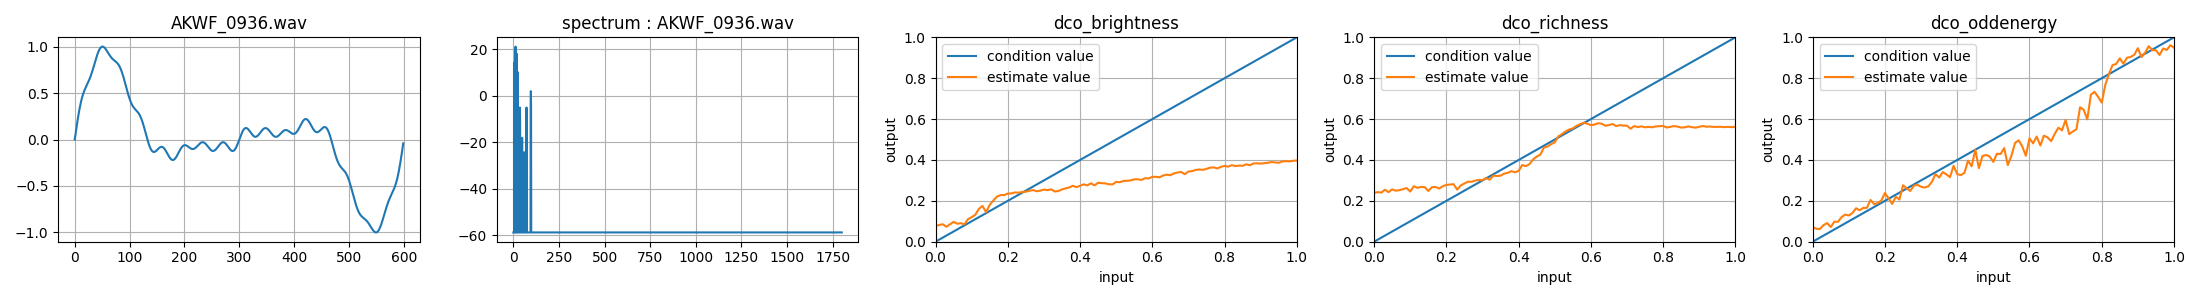 AKWF_0936.wav
1.0
0.5
0.0
−0.5
−1.0
0 100 200 300 400 500 600
spectrum : AKWF_0936.wav
20
0
−20
−40
−60
0 250 500 750 1000 1250 1500 1750
dco_brightness
condition value
estimate value
output
1.0
0.8
0.6
0.4
0.2
0.0
0.0 0.2 0.4 0.6 0.8 1.0
input
dco_richness
condition value
estimate value
output
1.0
0.8
0.6
0.4
0.2
0.0
0.0 0.2 0.4 0.6 0.8 1.0
input
dco_oddenergy
condition value
estimate value
output
1.0
0.8
0.6
0.4
0.2
0.0
0.0 0.2 0.4 0.6 0.8 1.0
input